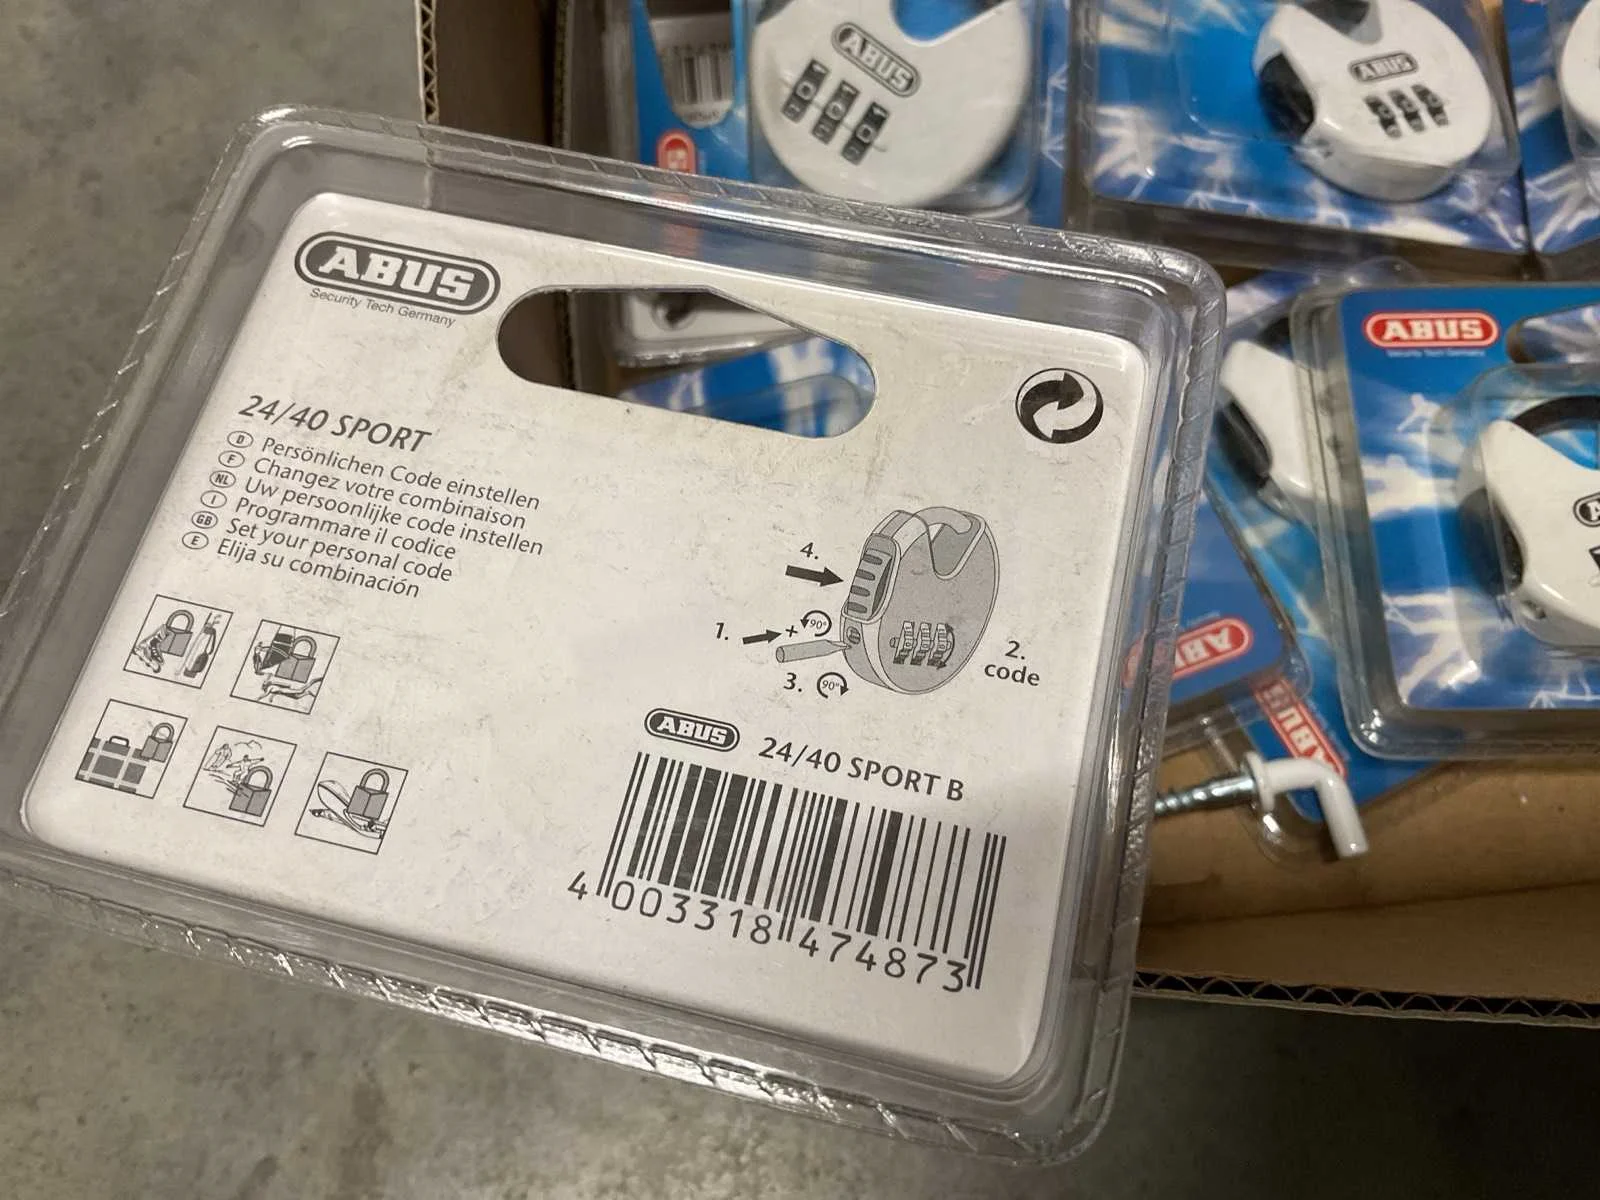 ABUS
ABUS
ABUS
Security Tech Germany
24/40 SPORT
D Persönlichen Code einstellen
F Changez votre combinaison
NL Uw persoonlijke code instellen
I Programmare il codice
GB Set your personal code
E Elija su combinación
4.
1. + 90°
2.
code
3. 90°
ABUS 24/40 SPORT B
4 003318 474873
ABUS
Security Tech Germany
ABUS